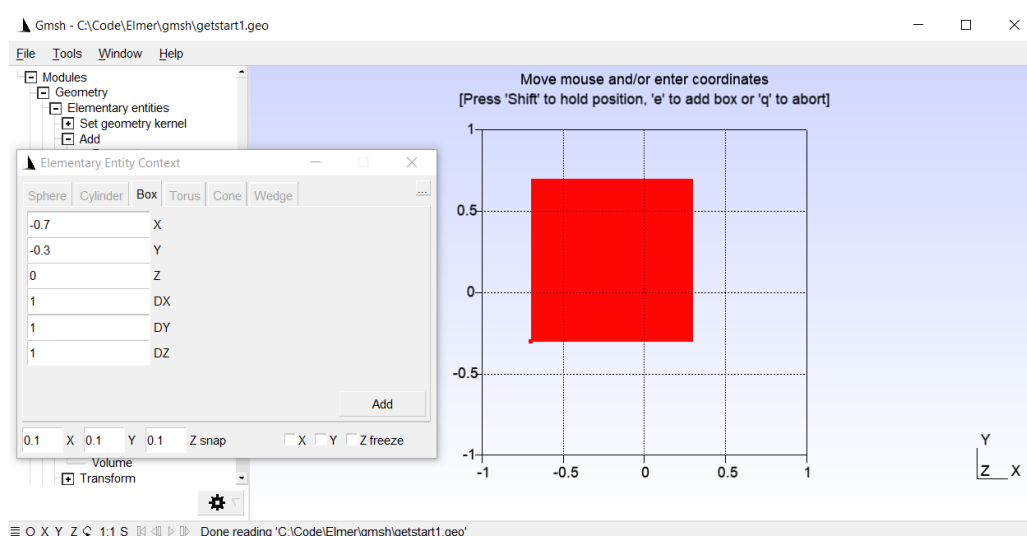 Gmsh - C:\Code\Elmer\gmsh\getstart1.geo
File Tools Window Help
Modules
Geometry
Elementary entities
Set geometry kernel
Add
Elementary Entity Context
Sphere Cylinder Box Torus Cone Wedge ...
-0.7 X
-0.3 Y
0 Z
1 DX
1 DY
1 DZ
Add
0.1 X 0.1 Y 0.1 Z snap X Y Z freeze
Volume
Transform
Move mouse and/or enter coordinates
[Press 'Shift' to hold position, 'e' to add box or 'q' to abort]
1
0.5
0
-0.5
-1
-1 -0.5 0 0.5 1
Y
Z X
O X Y Z 1:1 S Done reading 'C:\Code\Elmer\gmsh\getstart1.geo'